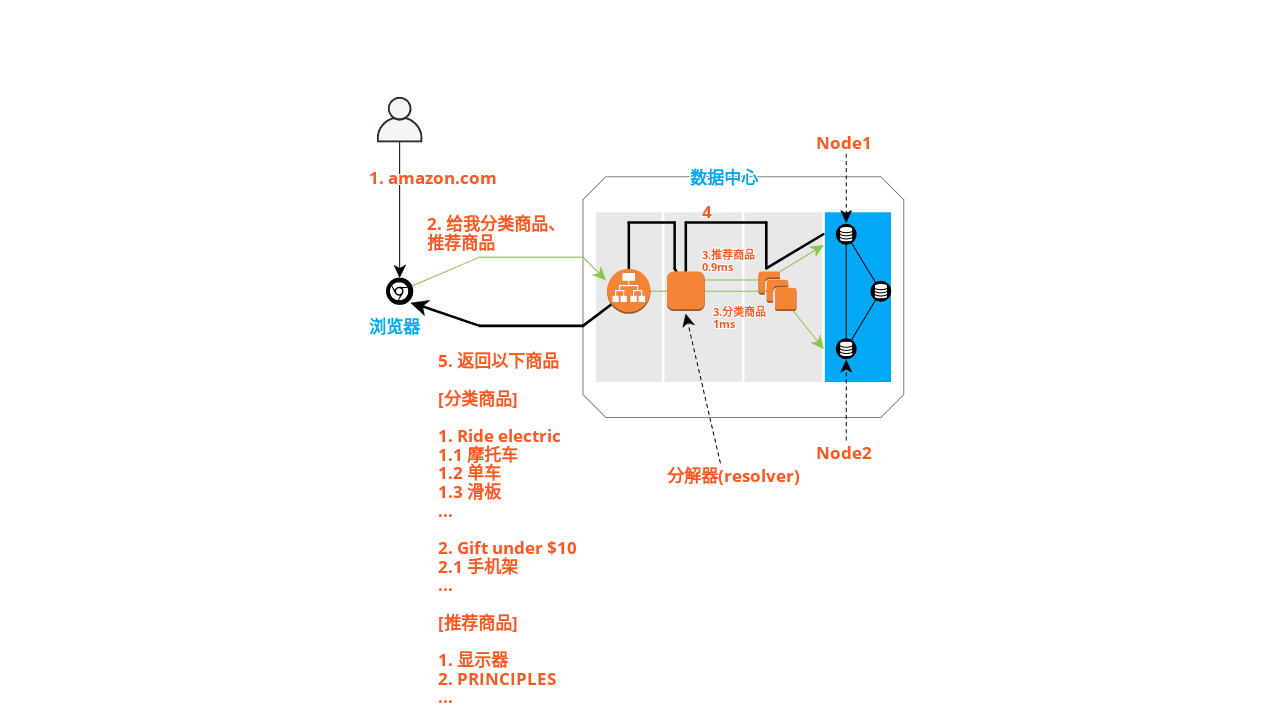 Node1
数据中心
1. amazon.com
4
2. 给我分类商品、
推荐商品
3.推荐商品
0.9ms
3.分类商品
1ms
浏览器
5. 返回以下商品
[分类商品]
1. Ride electric
1.1 摩托车
1.2 单车
1.3 滑板
...
Node2
分解器(resolver)
2. Gift under $10
2.1 手机架
...
[推荐商品]
1. 显示器
2. PRINCIPLES
...